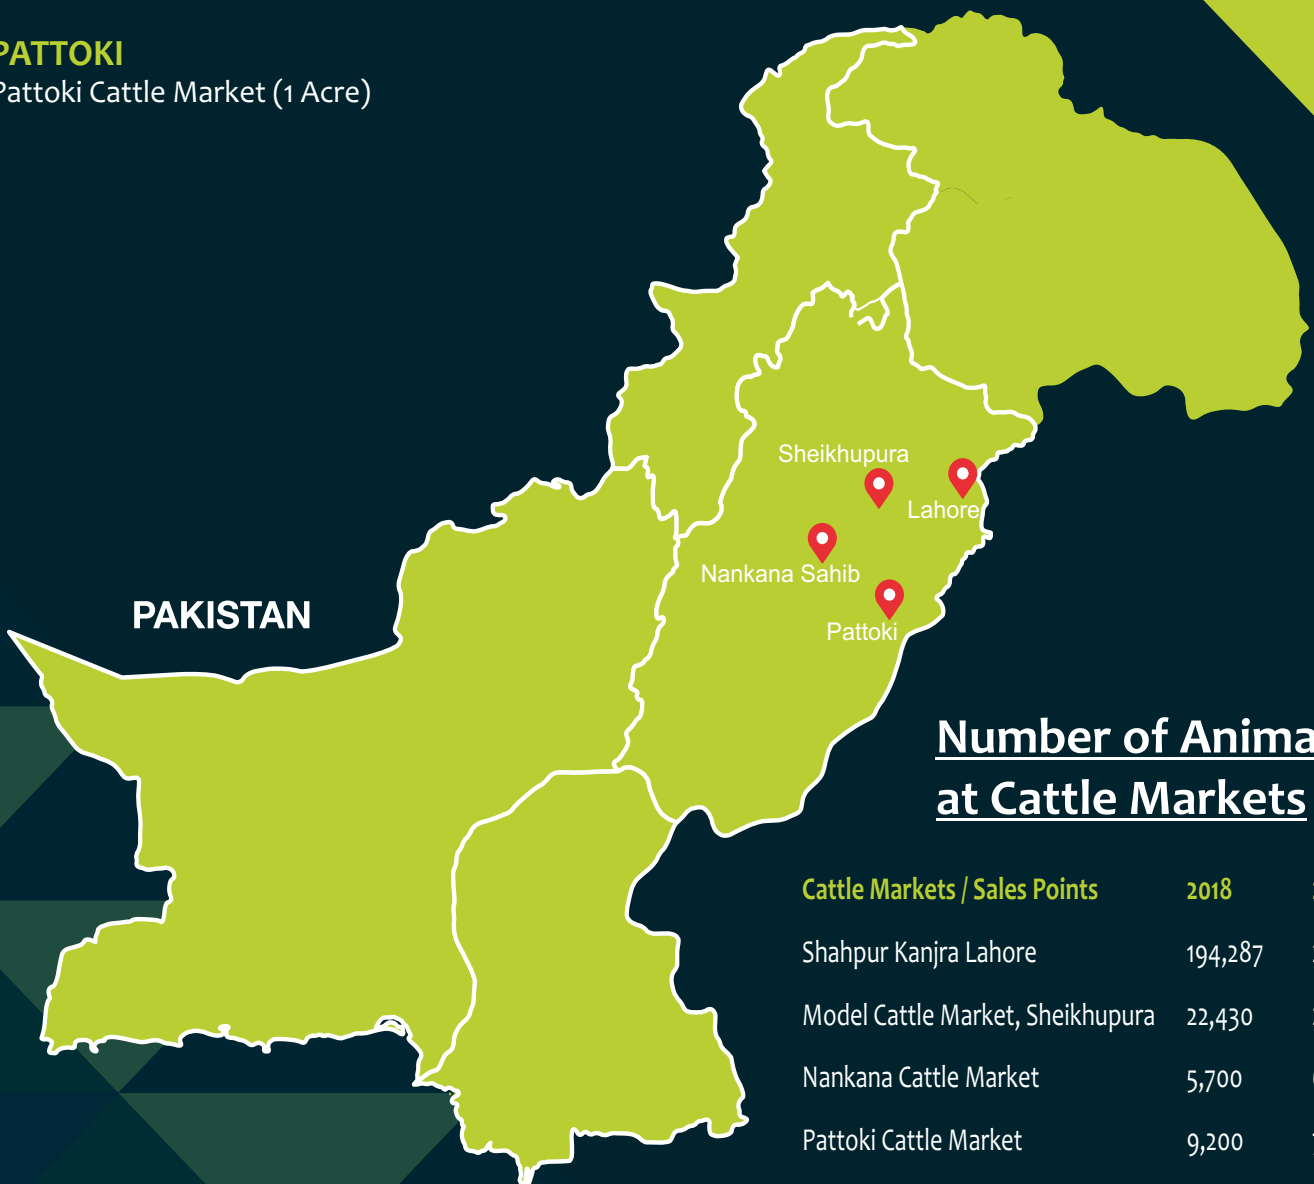 PATTOKI
Pattoki Cattle Market (1 Acre)
Sheikhupura
Lahore
Nankana Sahib
Pattoki
PAKISTAN
Number of Anima
at Cattle Markets
Cattle Markets / Sales Points 2018
Shahpur Kanjra Lahore 194,287
Model Cattle Market, Sheikhupura 22,430
Nankana Cattle Market 5,700
Pattoki Cattle Market 9,200